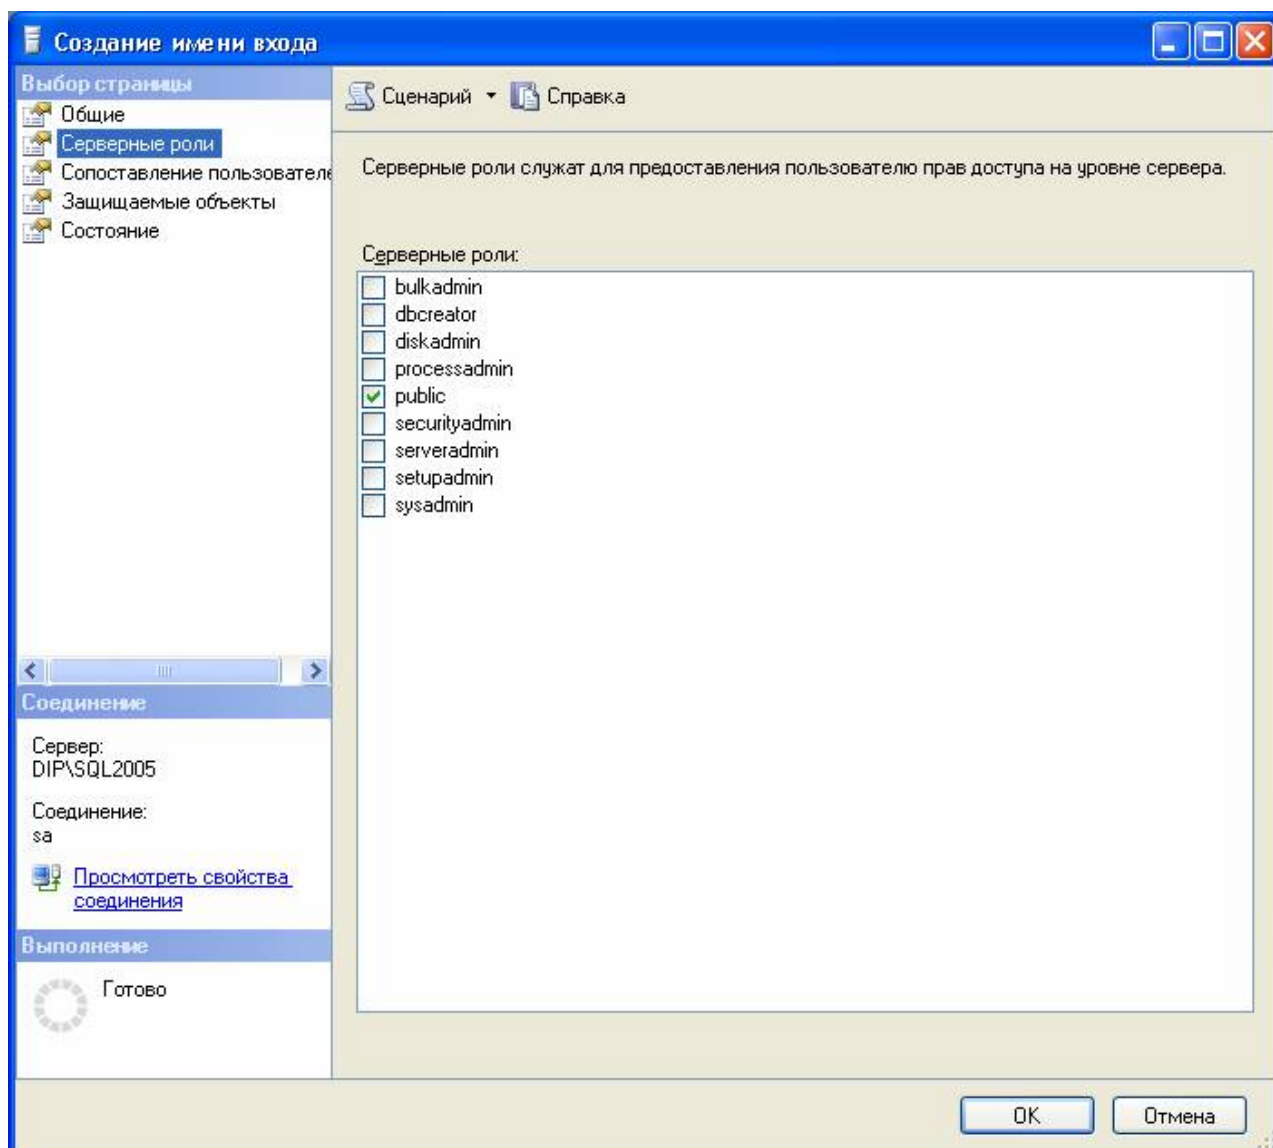 Создание имени входа
Выбор страницы
Общие
Серверные роли
Сопоставление пользователе
Защищаемые объекты
Состояние
Сценарий
Справка
Серверные роли служат для предоставления пользователю прав доступа на уровне сервера.
Серверные роли:
bulkadmin
dbcreator
diskadmin
processadmin
public
securityadmin
serveradmin
setupadmin
sysadmin
Соединение
Сервер:
DIP\SQL2005
Соединение:
sa
Просмотреть свойства
соединения
Выполнение
Готово
OK
Отмена